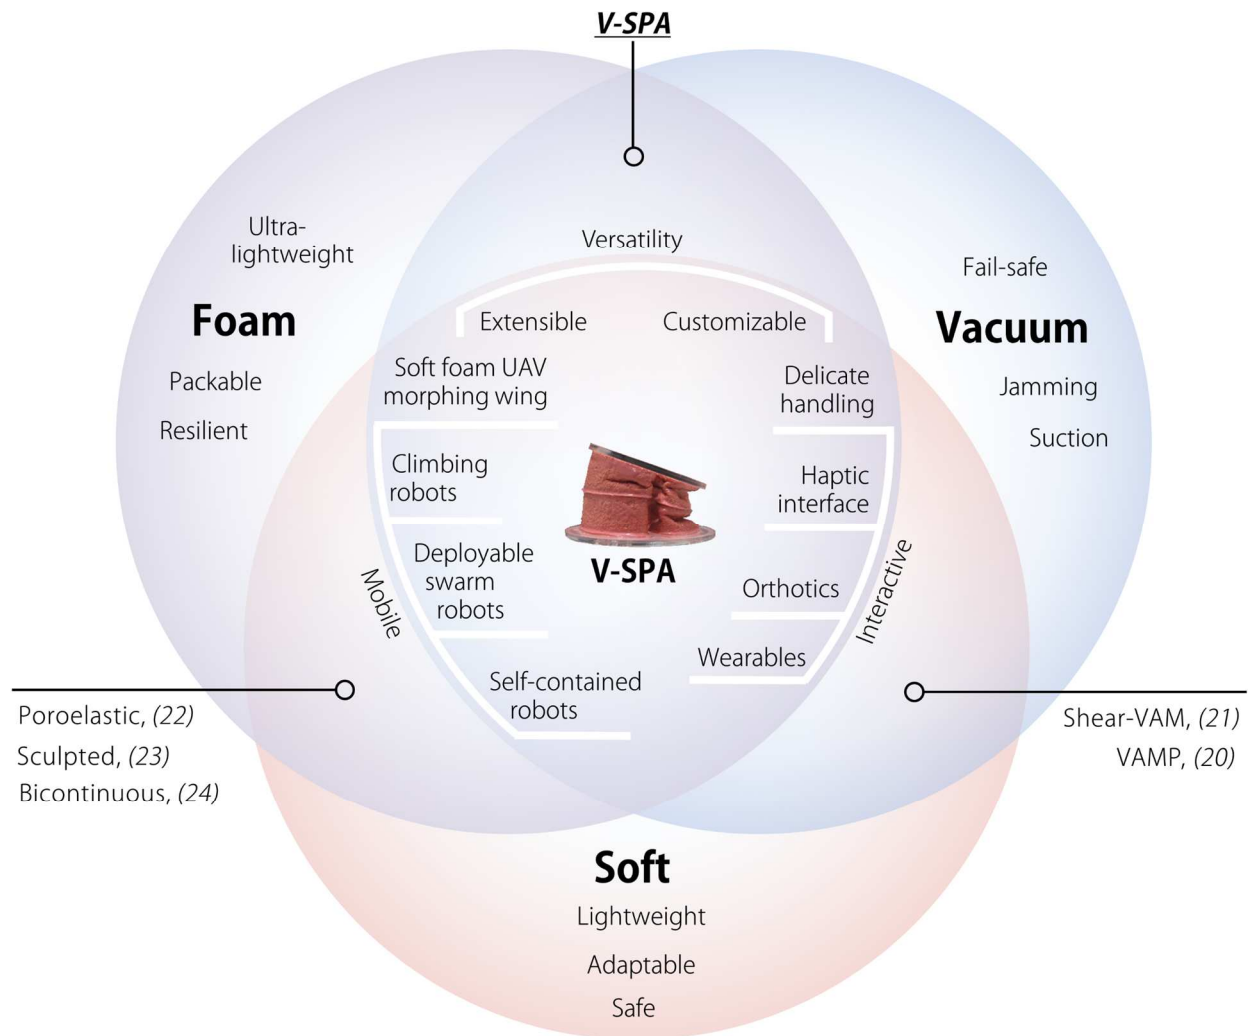 V-SPA
Ultra-
lightweight
Foam
Packable
Resilient
Versatility
Extensible
Customizable
Fail-safe
Vacuum
Jamming
Suction
Soft foam UAV
morphing wing
Climbing
robots
Deployable
swarm
robots
Self-contained
robots
Mobile
Delicate
handling
Haptic
interface
Orthotics
Wearables
Interactive
V-SPA
Poroelastic, (22)
Sculpted, (23)
Bicontinuous, (24)
Shear-VAM, (21)
VAMP, (20)
Soft
Lightweight
Adaptable
Safe